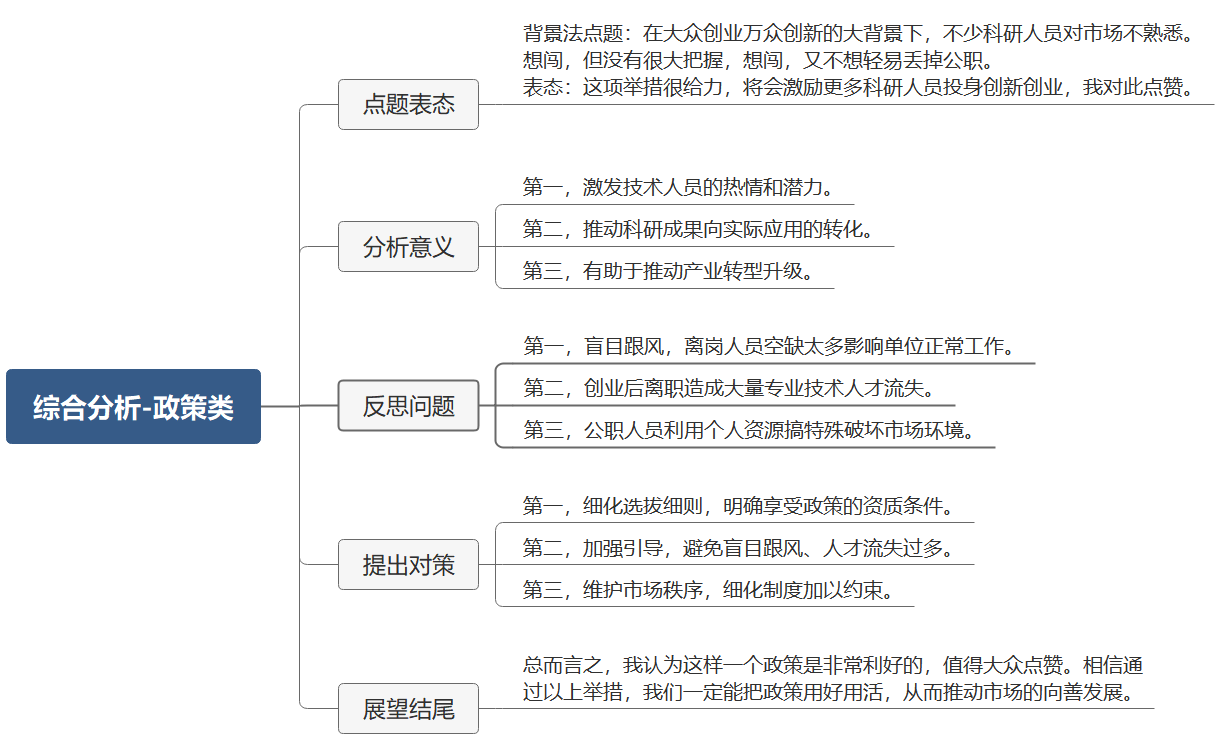 综合分析-政策类
点题表态
背景法点题：在大众创业万众创新的大背景下，不少科研人员对市场不熟悉。
想闯，但没有很大把握，想闯，又不想轻易丢掉公职。
表态：这项举措很给力，将会激励更多科研人员投身创新创业，我对此点赞。
分析意义
第一，激发技术人员的热情和潜力。
第二，推动科研成果向实际应用的转化。
第三，有助于推动产业转型升级。
反思问题
第一，盲目跟风，离岗人员空缺太多影响单位正常工作。
第二，创业后离职造成大量专业技术人才流失。
第三，公职人员利用个人资源搞特殊破坏市场环境。
提出对策
第一，细化选拔细则，明确享受政策的资质条件。
第二，加强引导，避免盲目跟风、人才流失过多。
第三，维护市场秩序，细化制度加以约束。
展望结尾
总而言之，我认为这样一个政策是非常利好的，值得大众点赞。相信通
过以上举措，我们一定能把政策用好用活，从而推动市场的向善发展。